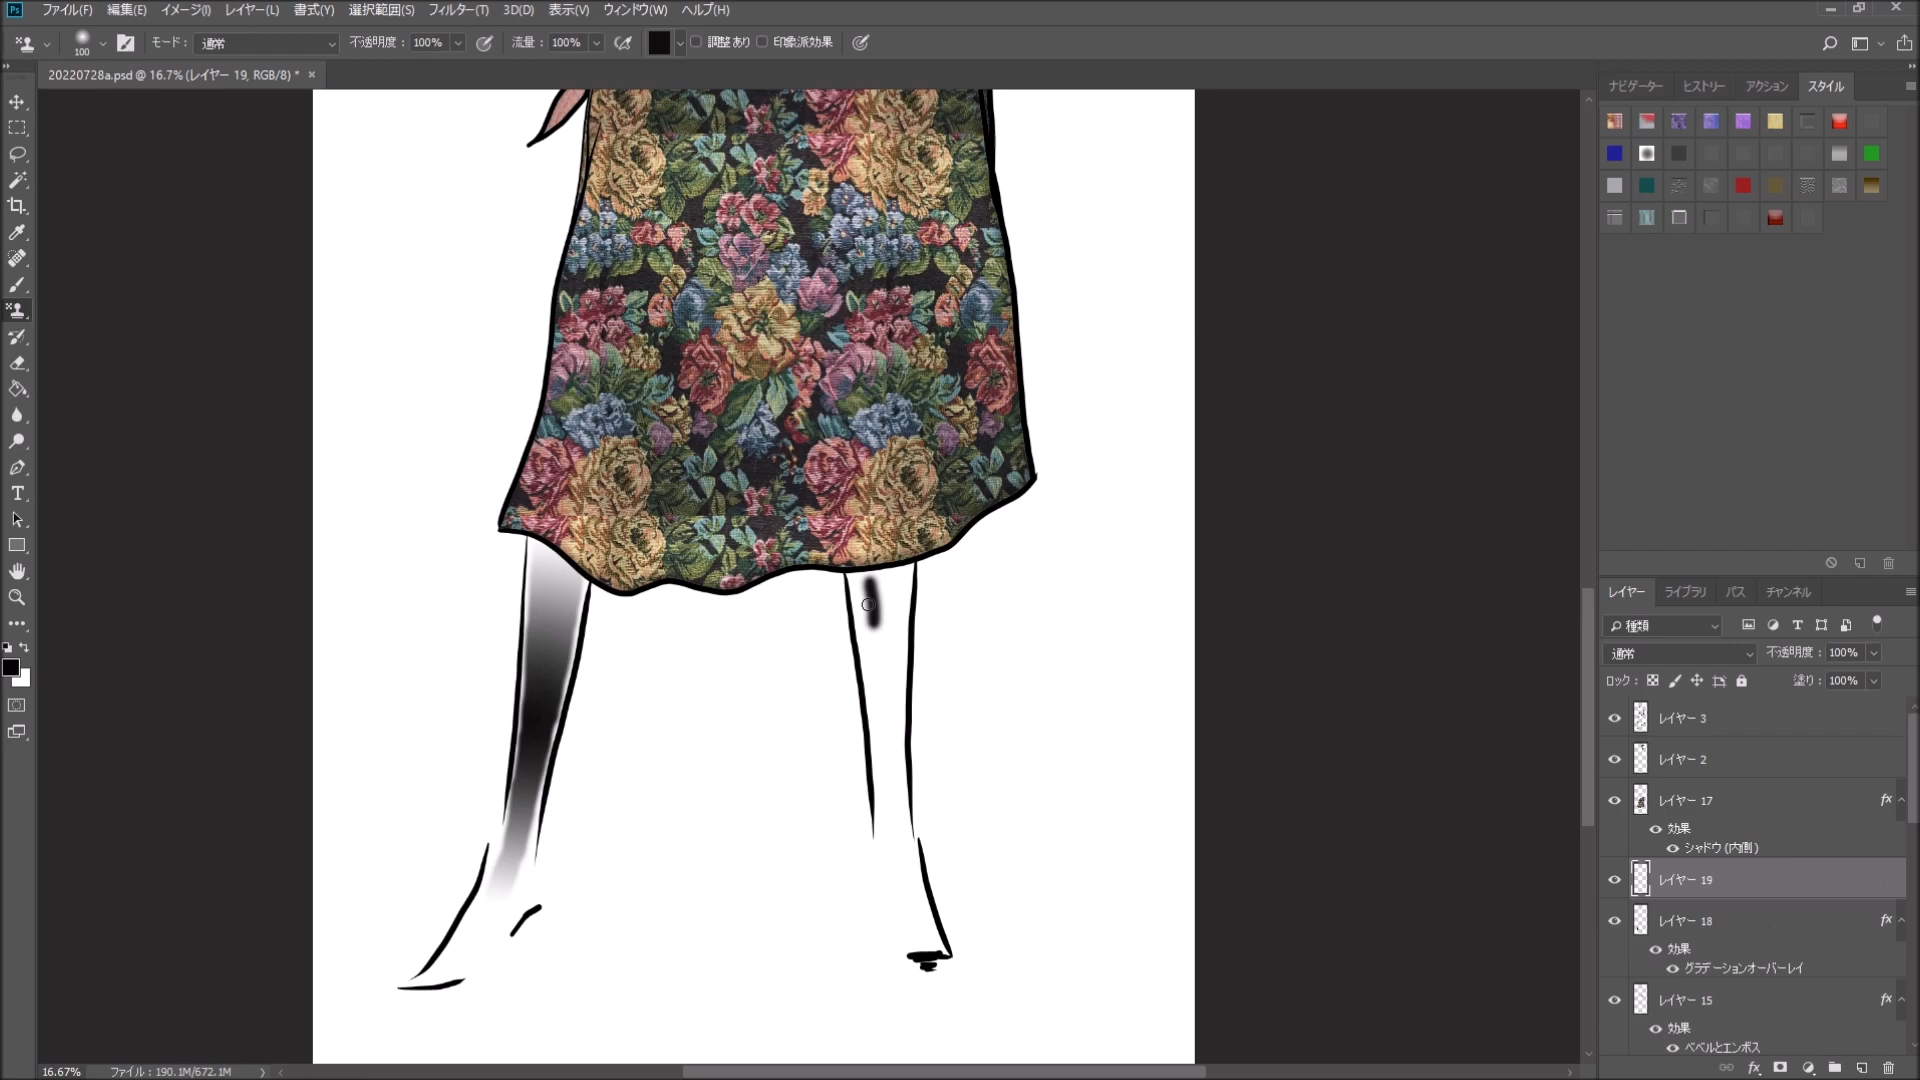 Ps ファイル(F) 編集(E) イメージ(I) レイヤー(L) 書式(Y) 選択範囲(S) フィルター(T) 3D(D) 表示(V) ウィンドウ(W) ヘルプ(H)
100 モード: 通常 不透明度: 100% 流量: 100% 調整あり 印象派効果
20220728a.psd @ 16.7% (レイヤー 19, RGB/8) * ×
ナビゲーター ヒストリー アクション スタイル
レイヤー ライブラリ パス チャンネル
種類
通常 不透明度: 100%
ロック: 塗り: 100%
レイヤー 3
レイヤー 2
レイヤー 17 fx
効果
シャドウ (内側)
レイヤー 19
レイヤー 18 fx
効果
グラデーションオーバーレイ
レイヤー 15 fx
効果
ベベルとエンボス
16.67% ファイル: 190.1M/672.1M